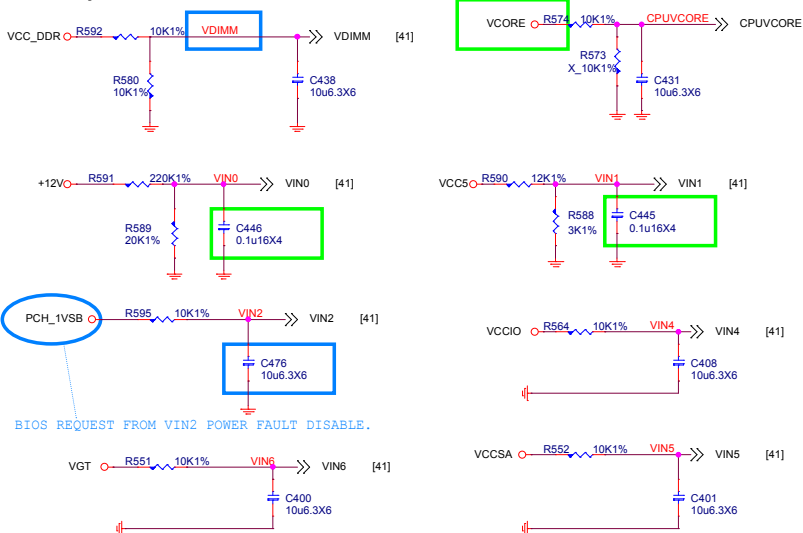 VCC_DDR R592 10K1% VDIMM VDIMM [41]
R580
10K1%
C438
10u6.3X6
VCORE R574 10K1% CPUVCORE CPUVCORE
R573
X_10K1%
C431
10u6.3X6
+12V R591 220K1% VIN0 VIN0 [41]
R589
20K1%
C446
0.1u16X4
VCC5 R590 12K1% VIN1 VIN1 [41]
R588
3K1%
C445
0.1u16X4
PCH_1VSB R595 10K1% VIN2 VIN2 [41]
C476
10u6.3X6
BIOS REQUEST FROM VIN2 POWER FAULT DISABLE.
VCCIO R564 10K1% VIN4 VIN4 [41]
C408
10u6.3X6
VGT R551 10K1% VIN6 VIN6 [41]
C400
10u6.3X6
VCCSA R552 10K1% VIN5 VIN5 [41]
C401
10u6.3X6